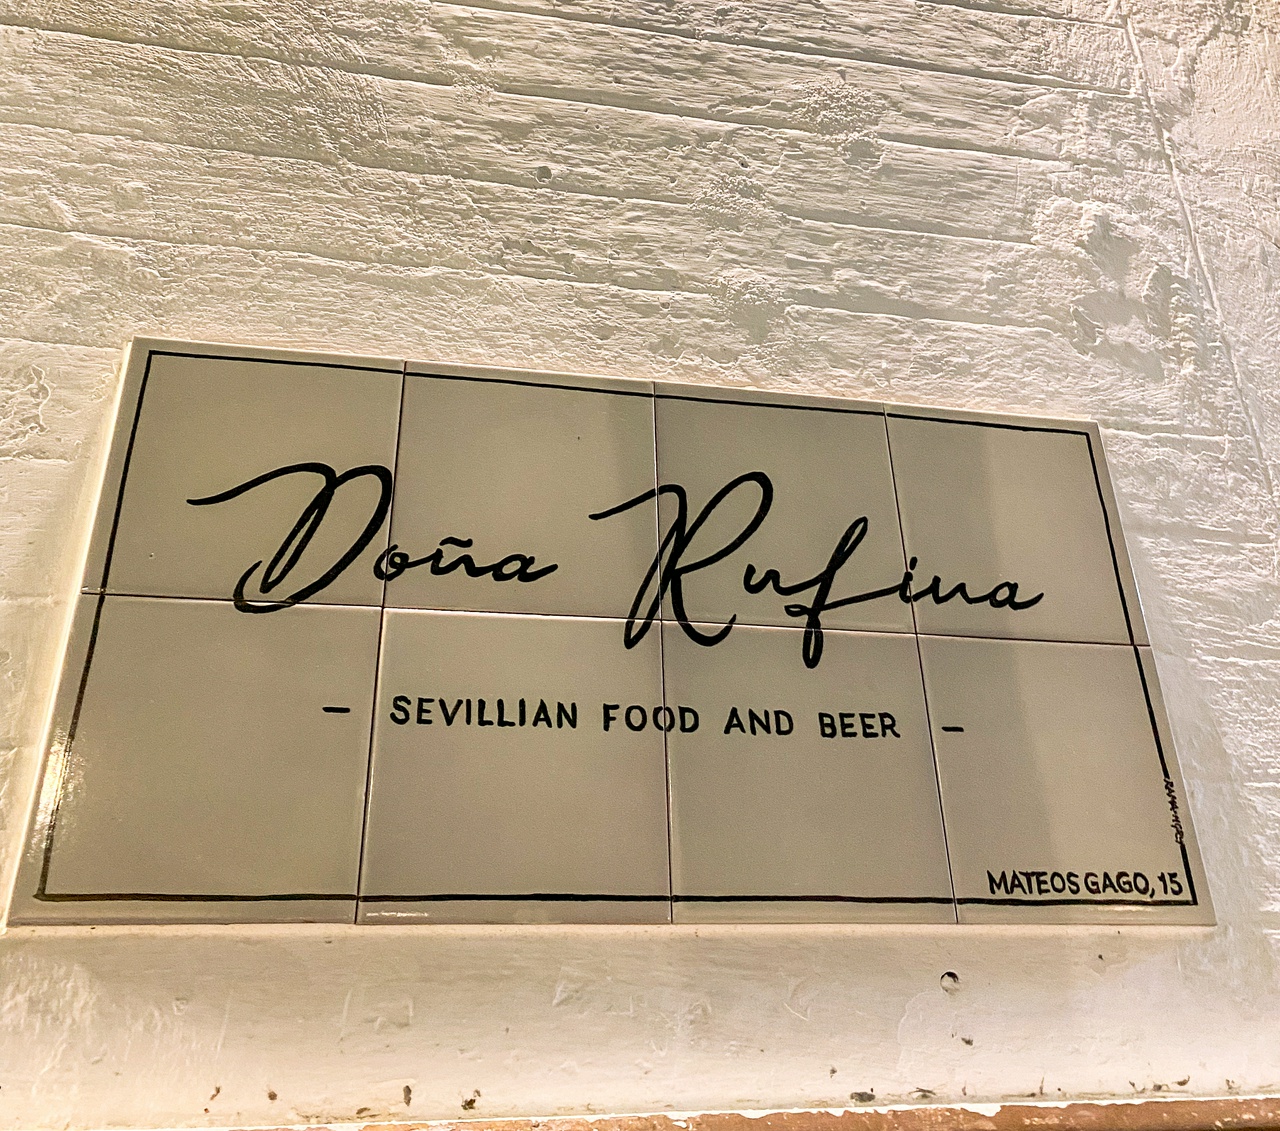 Doña Rufina
- SEVILLIAN FOOD AND BEER -
MATEOS GAGO, 15